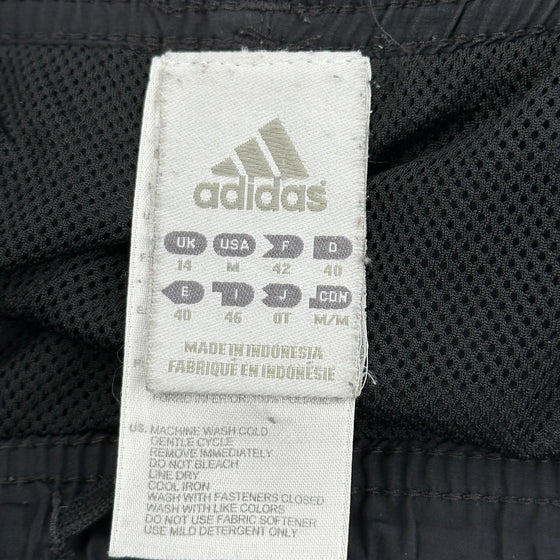 adidas
UK USA F D
14 M 42 40
E I J CDN
40 46 OT M/M
MADE IN INDONESIA
FABRIQUÉ EN INDONÉSIE
US: MACHINE WASH COLD
GENTLE CYCLE
REMOVE IMMEDIATELY
DO NOT BLEACH
LINE DRY
COOL IRON
WASH WITH FASTENERS CLOSED
WASH WITH LIKE COLORS
DO NOT USE FABRIC SOFTENER
USE MILD DETERGENT ONLY